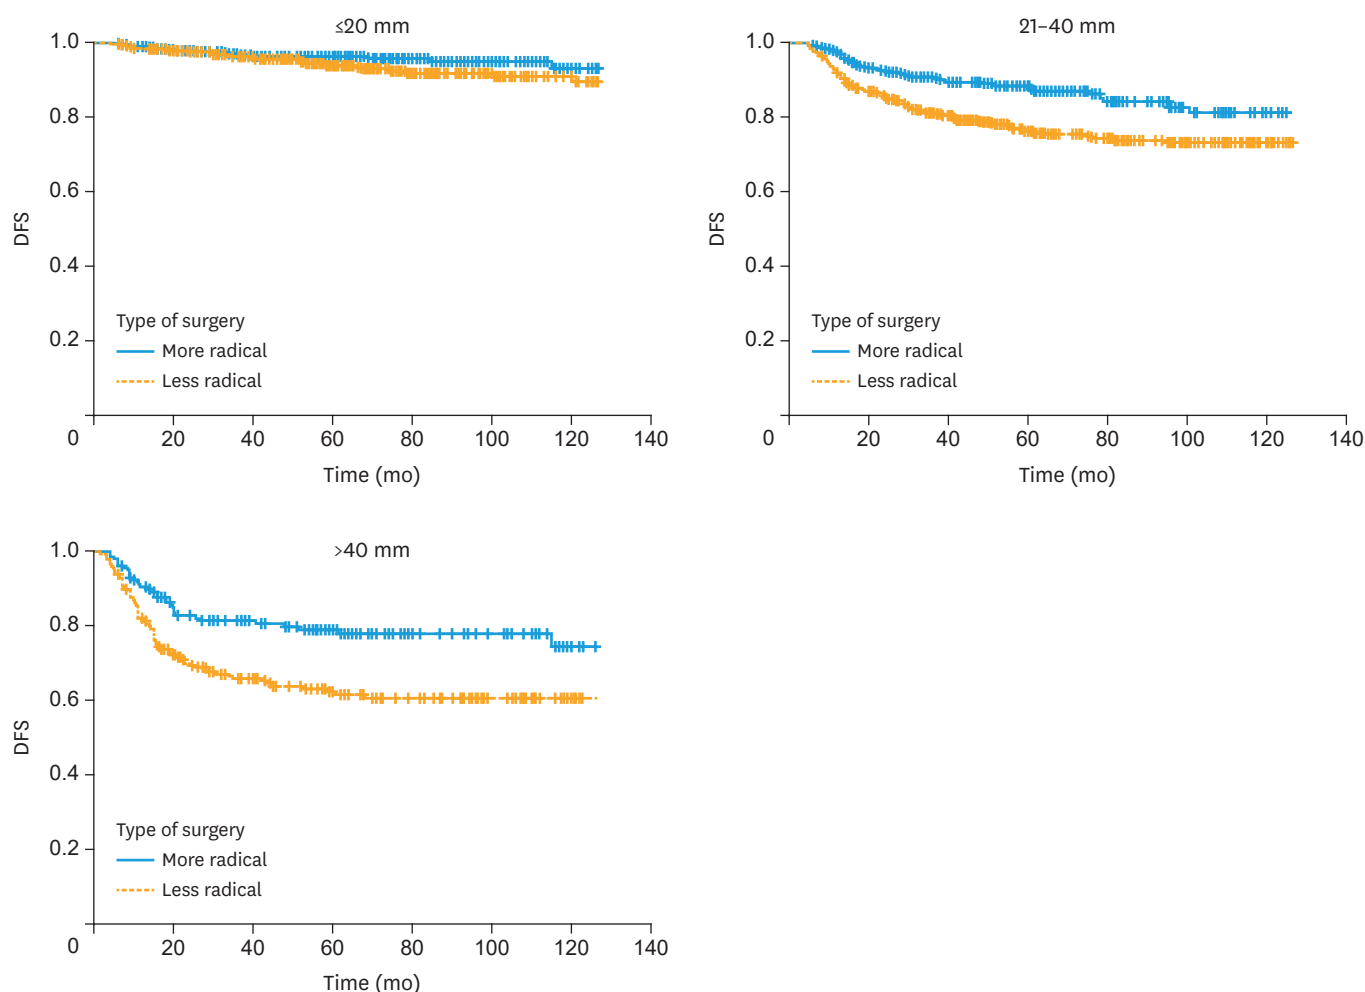 ≤20 mm
1.0
0.8
0.6
0.4
0.2
0
DFS
Type of surgery
More radical
Less radical
20 40 60 80 100 120 140
Time (mo)
21–40 mm
1.0
0.8
0.6
0.4
0.2
0
DFS
Type of surgery
More radical
Less radical
20 40 60 80 100 120 140
Time (mo)
>40 mm
1.0
0.8
0.6
0.4
0.2
0
DFS
Type of surgery
More radical
Less radical
20 40 60 80 100 120 140
Time (mo)